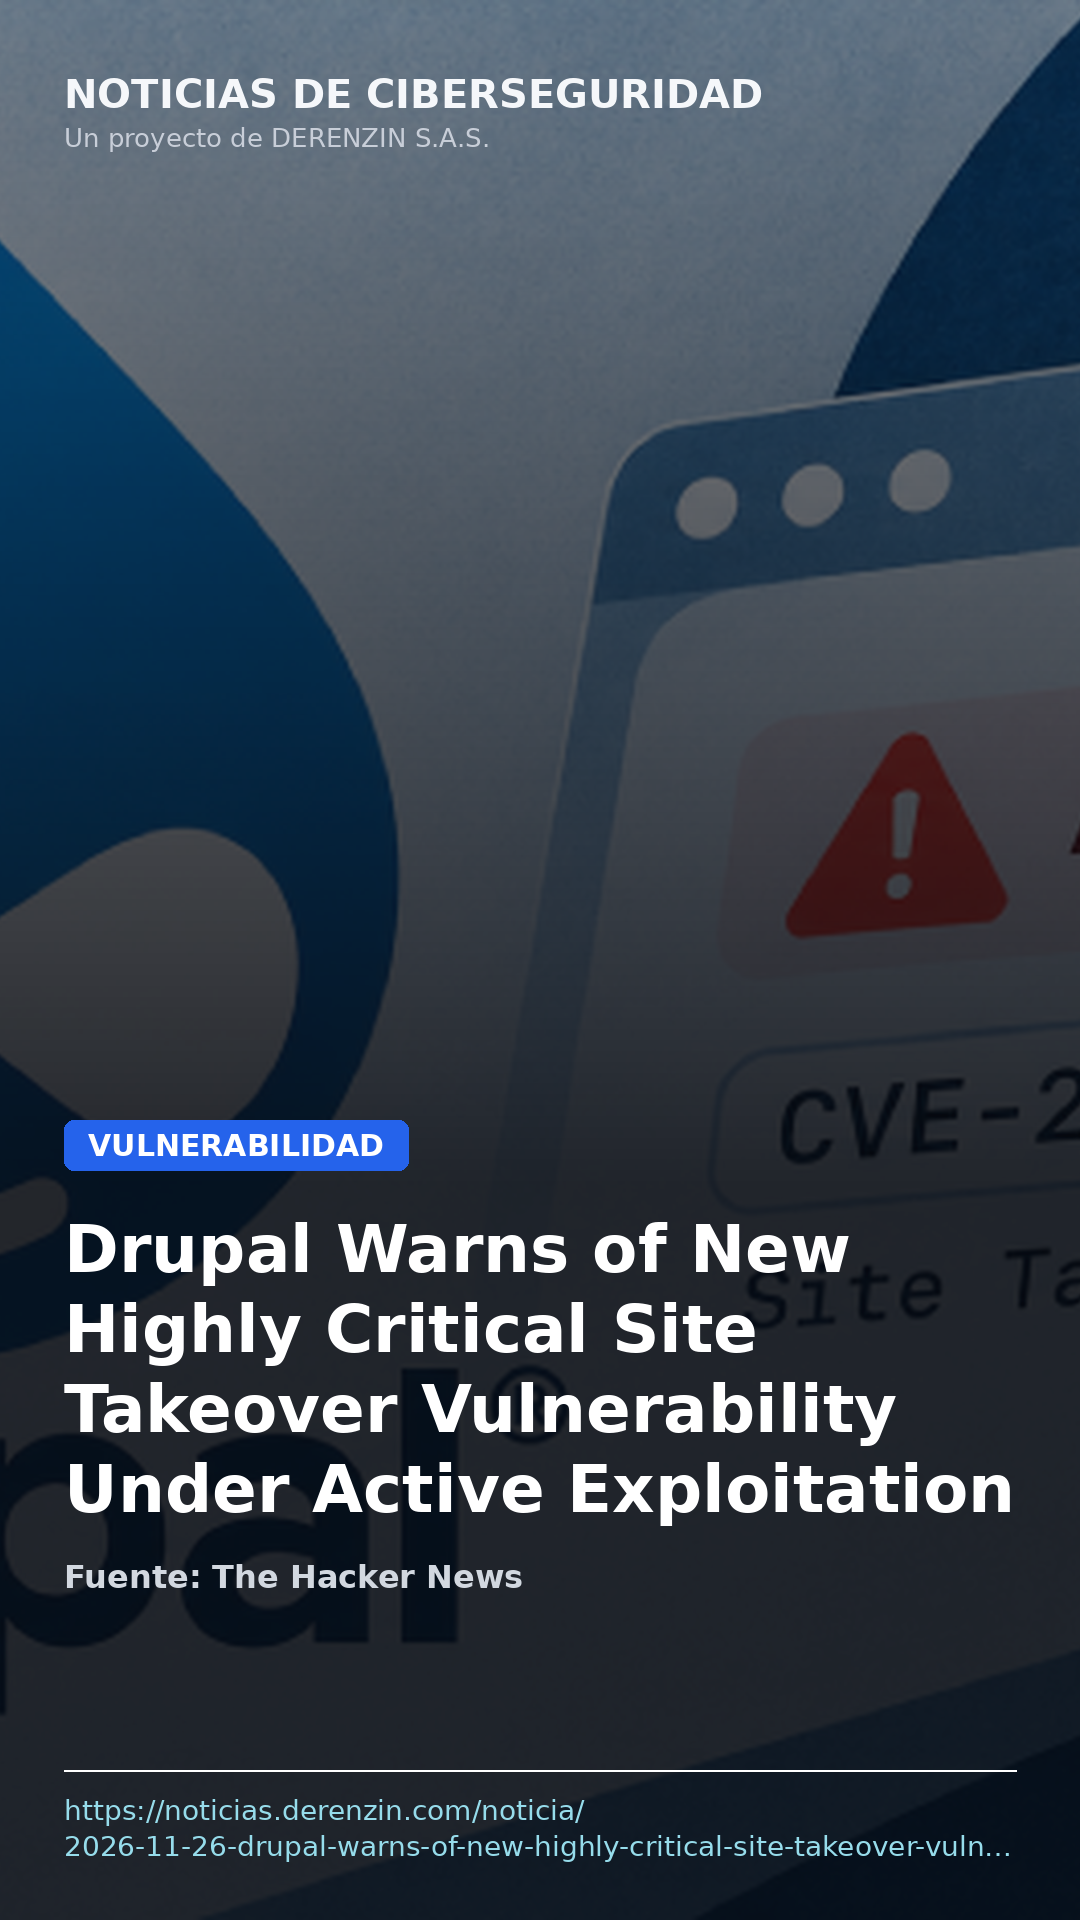 NOTICIAS DE CIBERSEGURIDAD
Un proyecto de DERENZIN S.A.S.
CVE-2
VULNERABILIDAD
Site Ta
Drupal Warns of New
Highly Critical Site
Takeover Vulnerability
Under Active Exploitation
pal®
Fuente: The Hacker News
https://noticias.derenzin.com/noticia/
2026-11-26-drupal-warns-of-new-highly-critical-site-takeover-vuln...